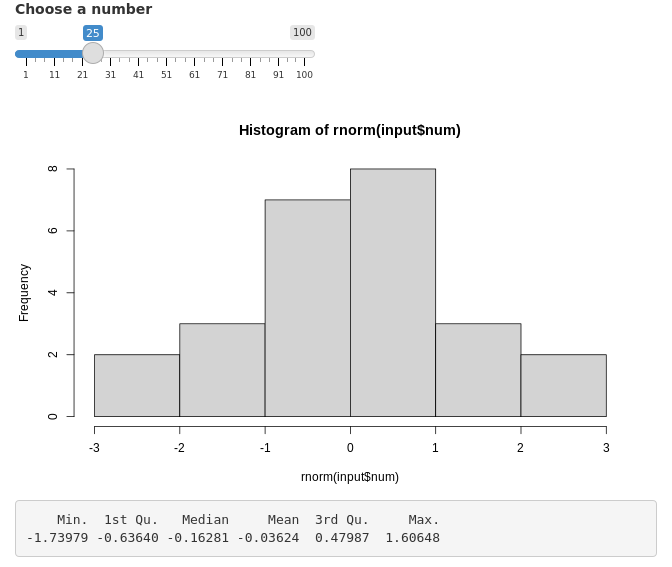 Choose a number
1 25 100
1 11 21 31 41 51 61 71 81 91 100
Histogram of rnorm(input$num)
Frequency
8
6
4
2
0
-3 -2 -1 0 1 2 3
rnorm(input$num)
Min. 1st Qu. Median Mean 3rd Qu. Max.
-1.73979 -0.63640 -0.16281 -0.03624 0.47987 1.60648